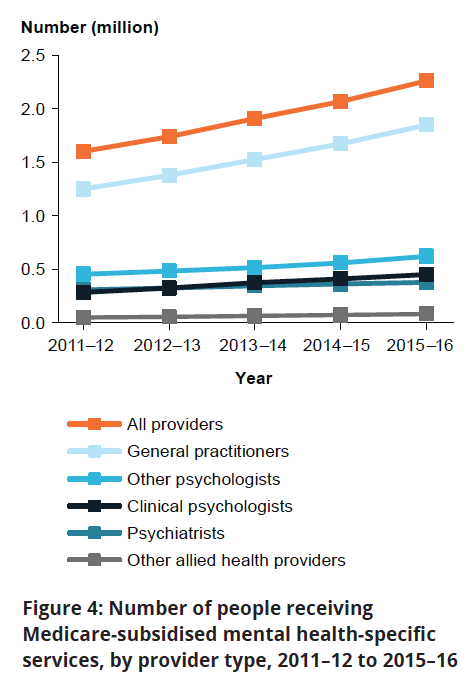 Number (million)
2.5
2.0
1.5
1.0
0.5
0.0
2011–12 2012–13 2013–14 2014–15 2015–16
Year
All providers
General practitioners
Other psychologists
Clinical psychologists
Psychiatrists
Other allied health providers
Figure 4: Number of people receiving
Medicare-subsidised mental health-specific
services, by provider type, 2011–12 to 2015–16